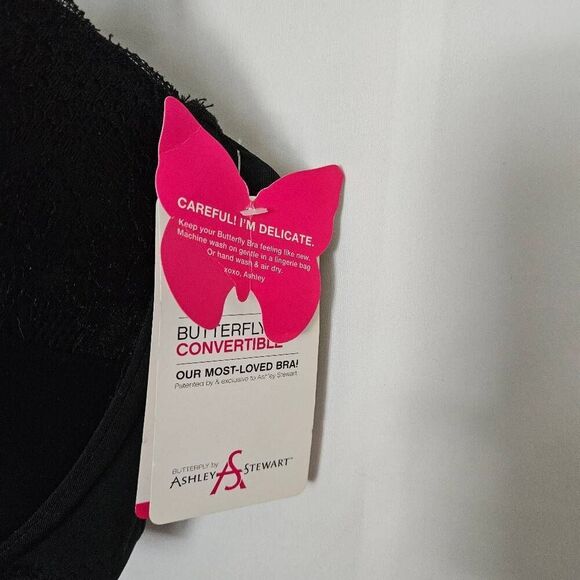 CAREFUL! I'M DELICATE.
Keep your Butterfly Bra feeling like new.
Machine wash on gentle in a lingerie bag
Or hand wash & air dry.
xoxo, Ashley
BUTTERFLY
CONVERTIBLE
OUR MOST-LOVED BRA!
Patented by & exclusive to Ashley Stewart
BUTTERFLY by
ASHLEY AS STEWART™